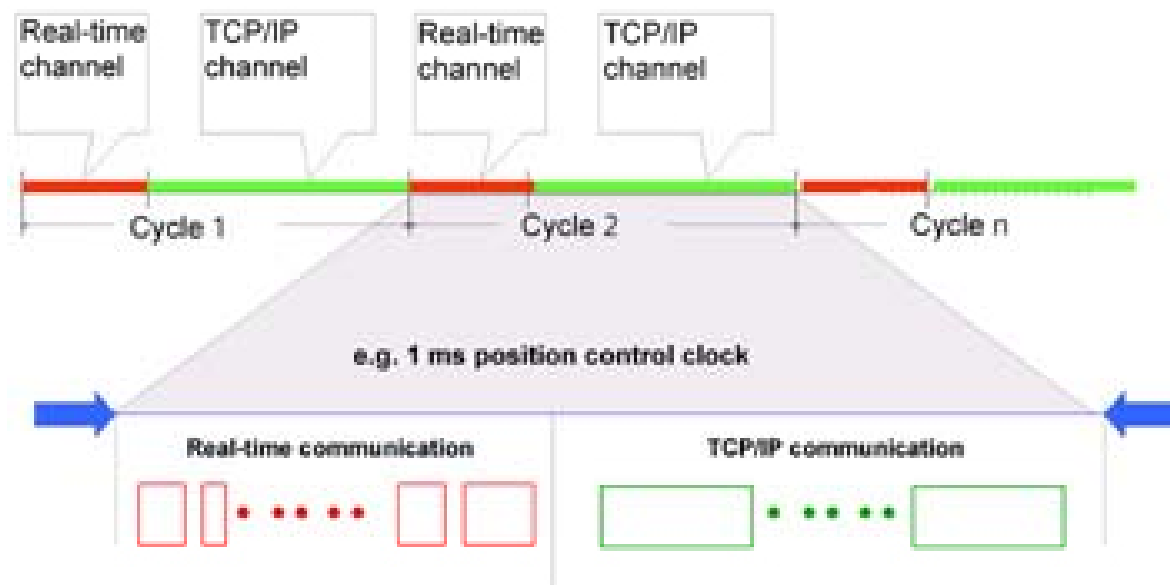 Real-time
channel
TCP/IP
channel
Real-time
channel
TCP/IP
channel
Cycle 1
Cycle 2
Cycle n
e.g. 1 ms position control clock
Real-time communication
TCP/IP communication